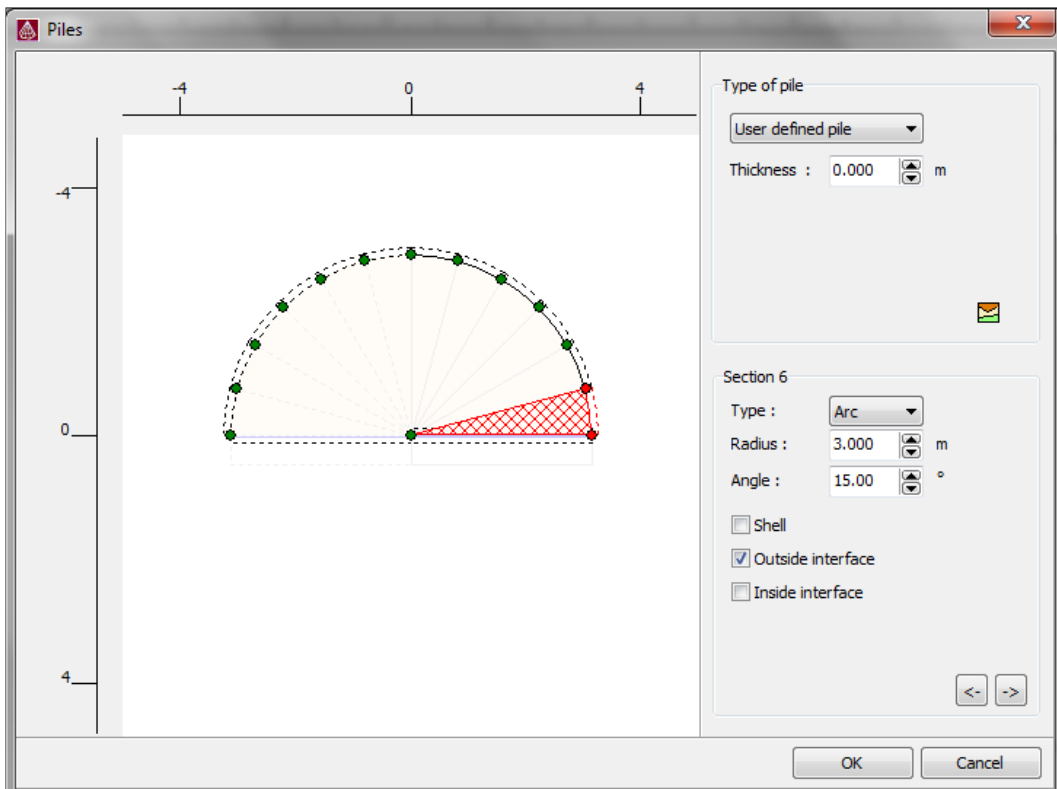 Piles
-4 0 4
-4
0
4
Type of pile
User defined pile
Thickness : 0.000 m
Section 6
Type : Arc
Radius : 3.000 m
Angle : 15.00 °
Shell
Outside interface
Inside interface
<- ->
OK Cancel